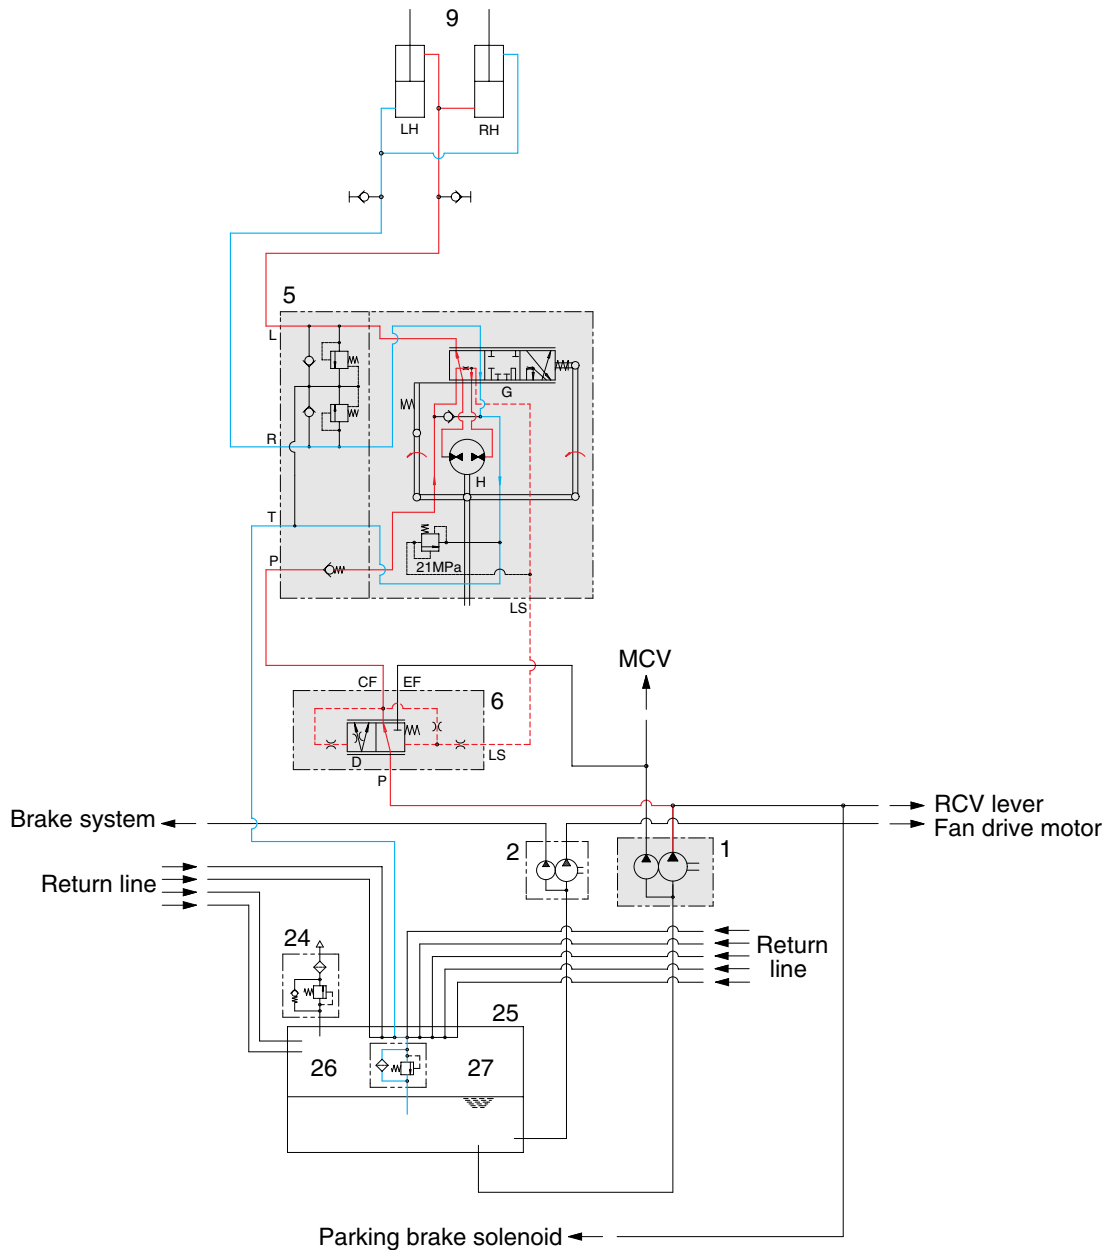 9
LH
RH
5
L
G
R
H
T
P
21MPa
LS
MCV
CF
EF
6
D
LS
P
RCV lever
Brake system
Fan drive motor
2
1
Return line
24
Return
line
25
26
27
Parking brake solenoid